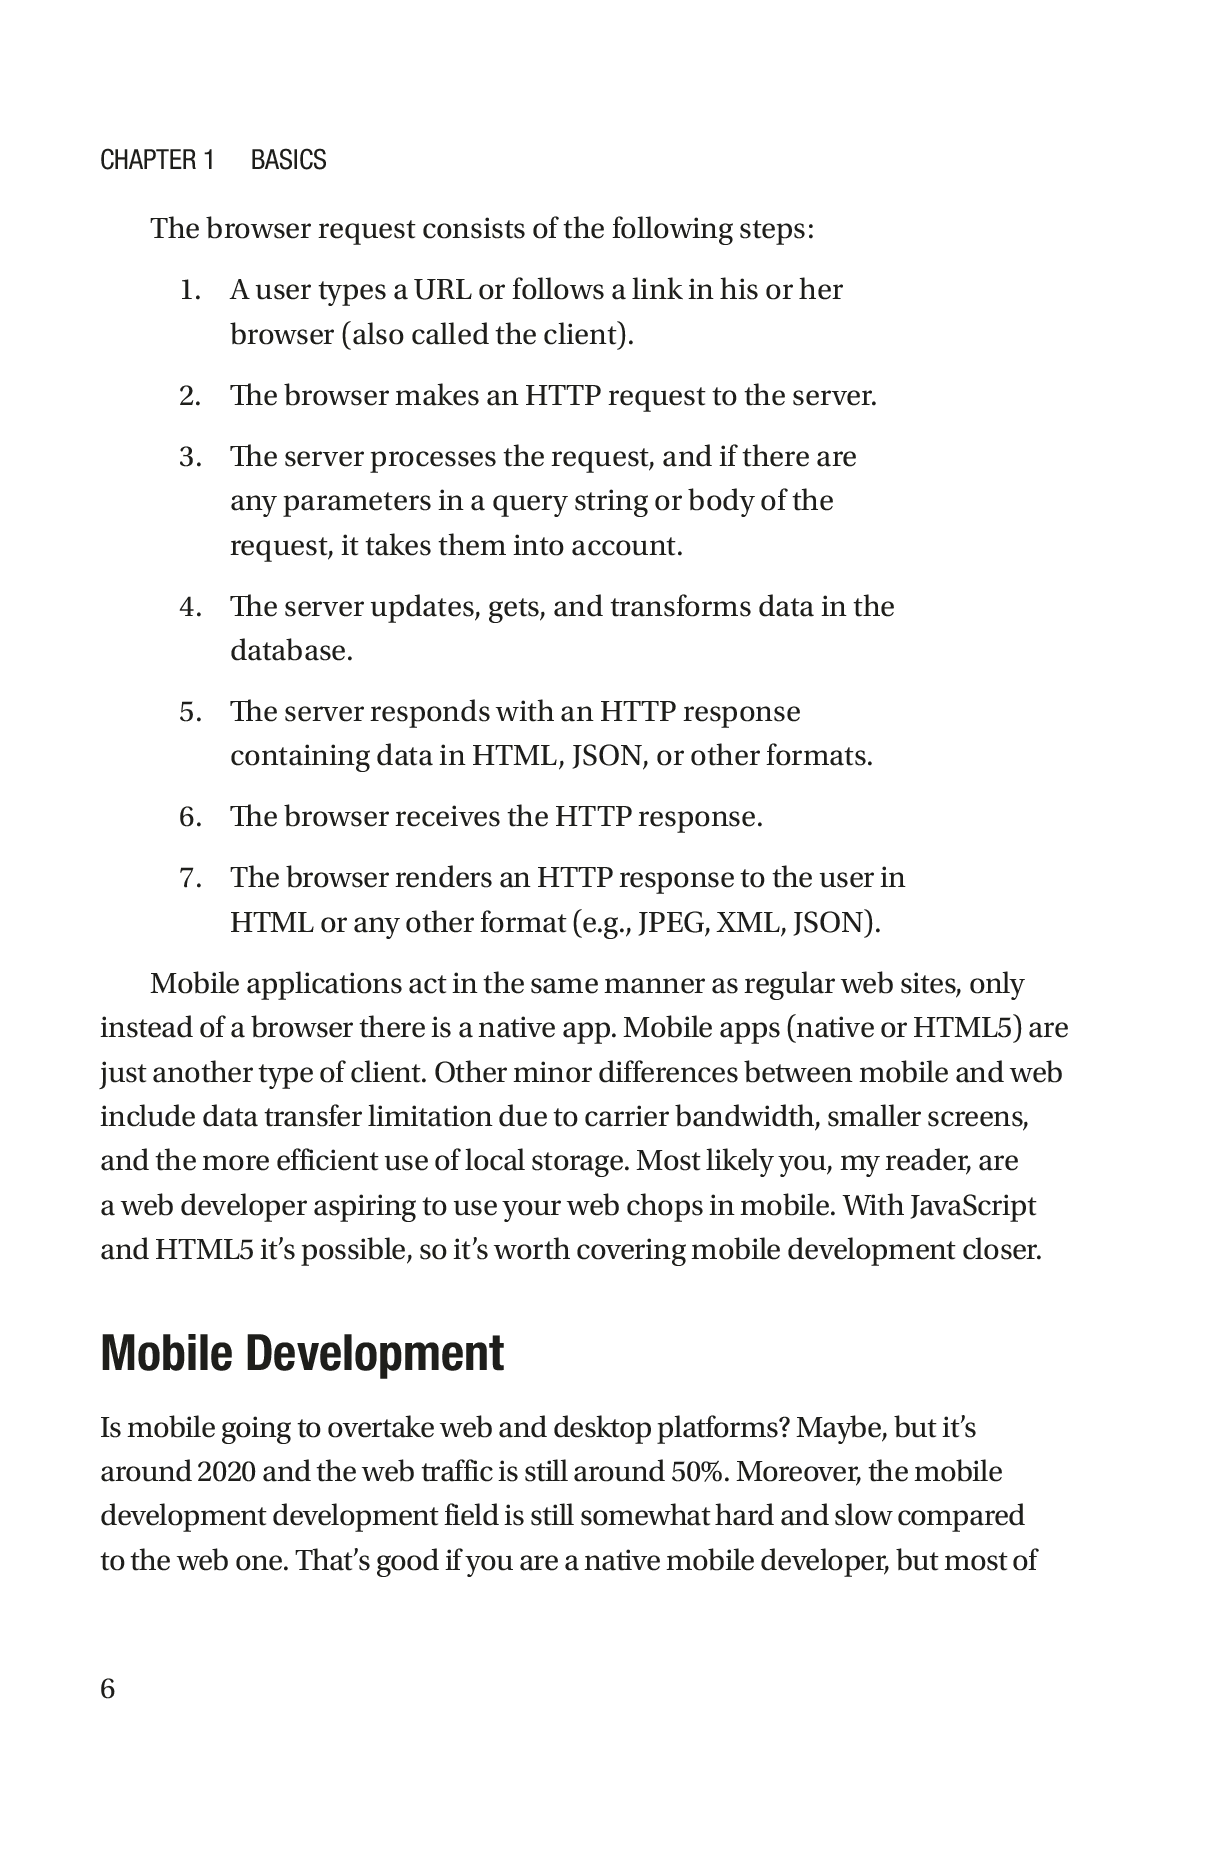 CHAPTER 1 BASICS
The browser request consists of the following steps:
1. A user types a URL or follows a link in his or her
browser (also called the client).
2. The browser makes an HTTP request to the server.
3. The server processes the request, and if there are
any parameters in a query string or body of the
request, it takes them into account.
4. The server updates, gets, and transforms data in the
database.
5. The server responds with an HTTP response
containing data in HTML, JSON, or other formats.
6. The browser receives the HTTP response.
7. The browser renders an HTTP response to the user in
HTML or any other format (e.g., JPEG, XML, JSON).
Mobile applications act in the same manner as regular web sites, only
instead of a browser there is a native app. Mobile apps (native or HTML5) are
just another type of client. Other minor differences between mobile and web
include data transfer limitation due to carrier bandwidth, smaller screens,
and the more efficient use of local storage. Most likely you, my reader, are
a web developer aspiring to use your web chops in mobile. With JavaScript
and HTML5 it’s possible, so it’s worth covering mobile development closer.
Mobile Development
Is mobile going to overtake web and desktop platforms? Maybe, but it’s
around 2020 and the web traffic is still around 50%. Moreover, the mobile
development development field is still somewhat hard and slow compared
to the web one. That’s good if you are a native mobile developer, but most of
6